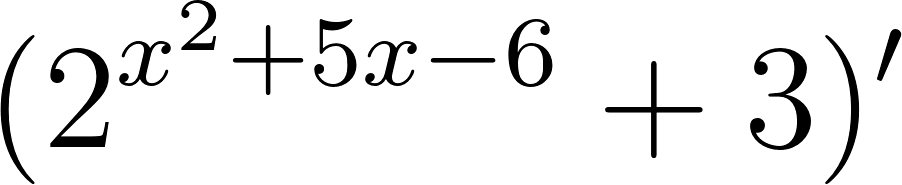 $(2^{x^2+5x-6} + 3)'$